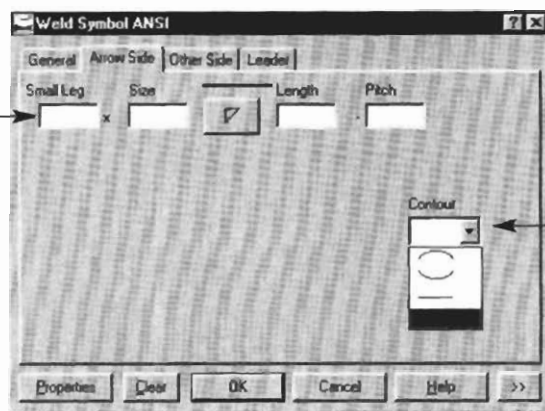 Weld Symbol ANSI
General Arrow Side Other Side Leader
Small Leg Size Length Pitch
x -
Contour
Properties Clear OK Cancel Help >>